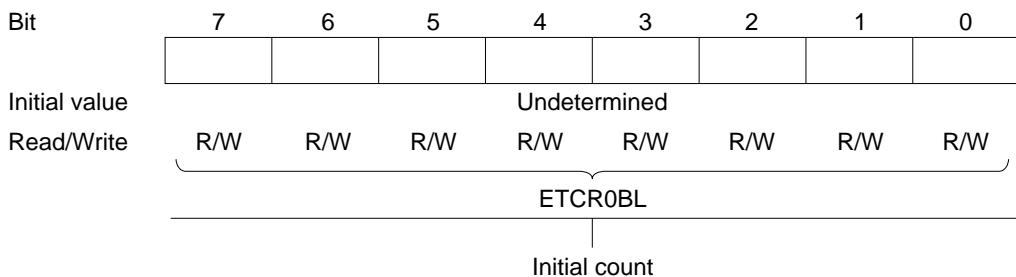 Bit 7 6 5 4 3 2 1 0
Initial value Undetermined
Read/Write R/W R/W R/W R/W R/W R/W R/W R/W
ETCR0BL
Initial count